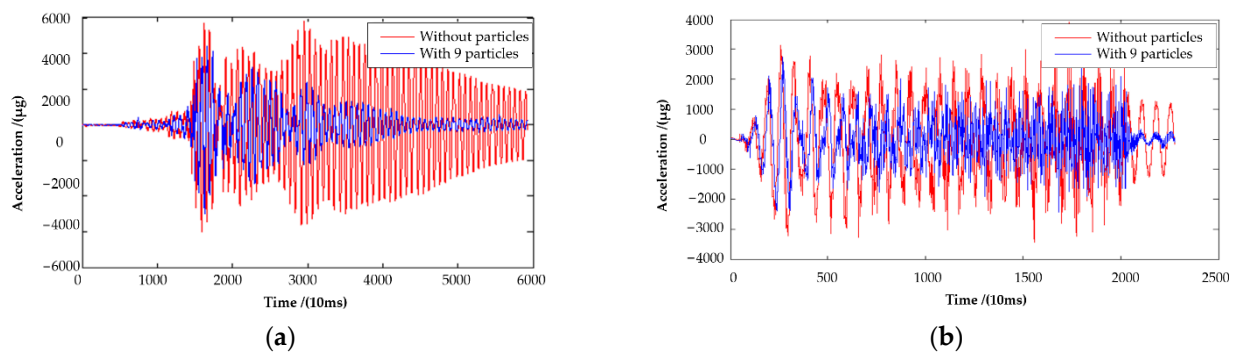 6000
4000
2000
0
−2000
−4000
−6000
Acceleration /(μg)
Without particles
With 9 particles
0 1000 2000 3000 4000 5000 6000
Time /(10ms)
(a)
4000
3000
2000
1000
0
−1000
−2000
−3000
−4000
Acceleration /(μg)
Without particles
With 9 particles
0 500 1000 1500 2000 2500
Time /(10ms)
(b)